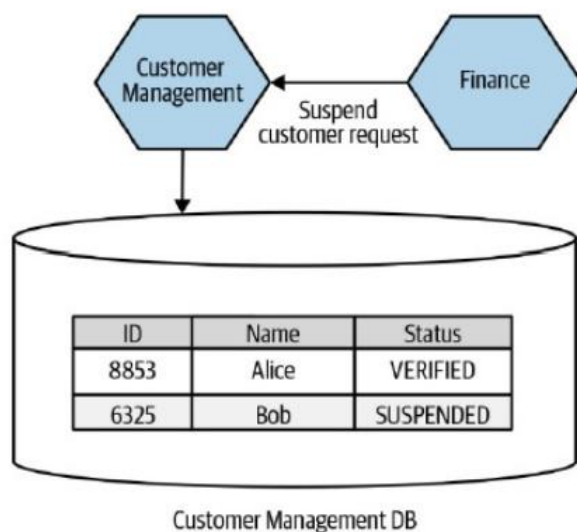 Customer
Management
Finance
Suspend
customer request
ID Name Status
8853 Alice VERIFIED
6325 Bob SUSPENDED
Customer Management DB